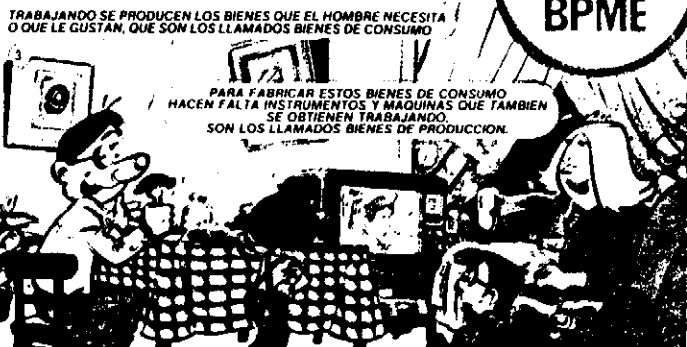 TRABAJANDO SE PRODUCEN LOS BIENES QUE EL HOMBRE NECESITA
O QUE LE GUSTAN, QUE SON LOS LLAMADOS BIENES DE CONSUMO
BPME
3
PARA FABRICAR ESTOS BIENES DE CONSUMO
HACEN FALTA INSTRUMENTOS Y MAQUINAS QUE TAMBIEN
SE OBTIENEN TRABAJANDO.
SON LOS LLAMADOS BIENES DE PRODUCCION.